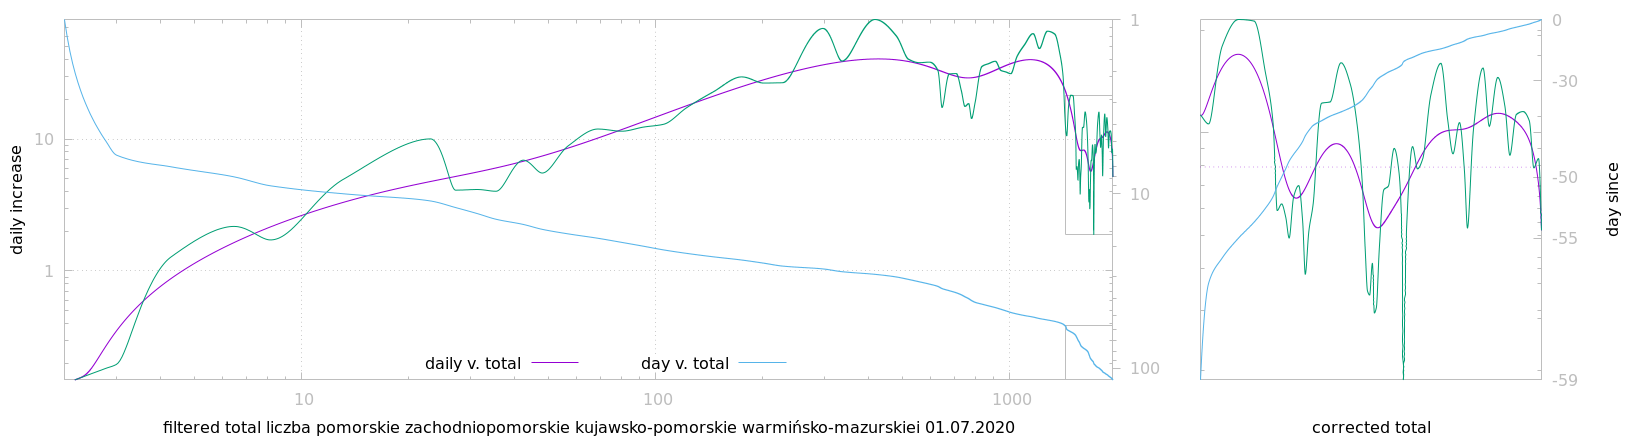 daily increase
10
1
daily v. total
day v. total
10
100
1000
1
10
100
filtered total liczba pomorskie zachodniopomorskie kujawsko-pomorskie warmińsko-mazurskiei 01.07.2020
0
-30
-50
-55
-59
day since
corrected total